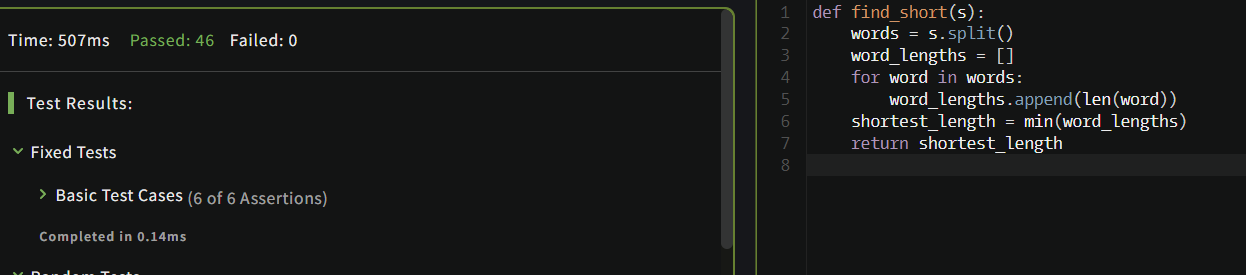 Time: 507ms Passed: 46 Failed: 0
Test Results:
Fixed Tests
Basic Test Cases (6 of 6 Assertions)
Completed in 0.14ms
Random Tests
1 def find_short(s):
2     words = s.split()
3     word_lengths = []
4     for word in words:
5         word_lengths.append(len(word))
6     shortest_length = min(word_lengths)
7     return shortest_length
8